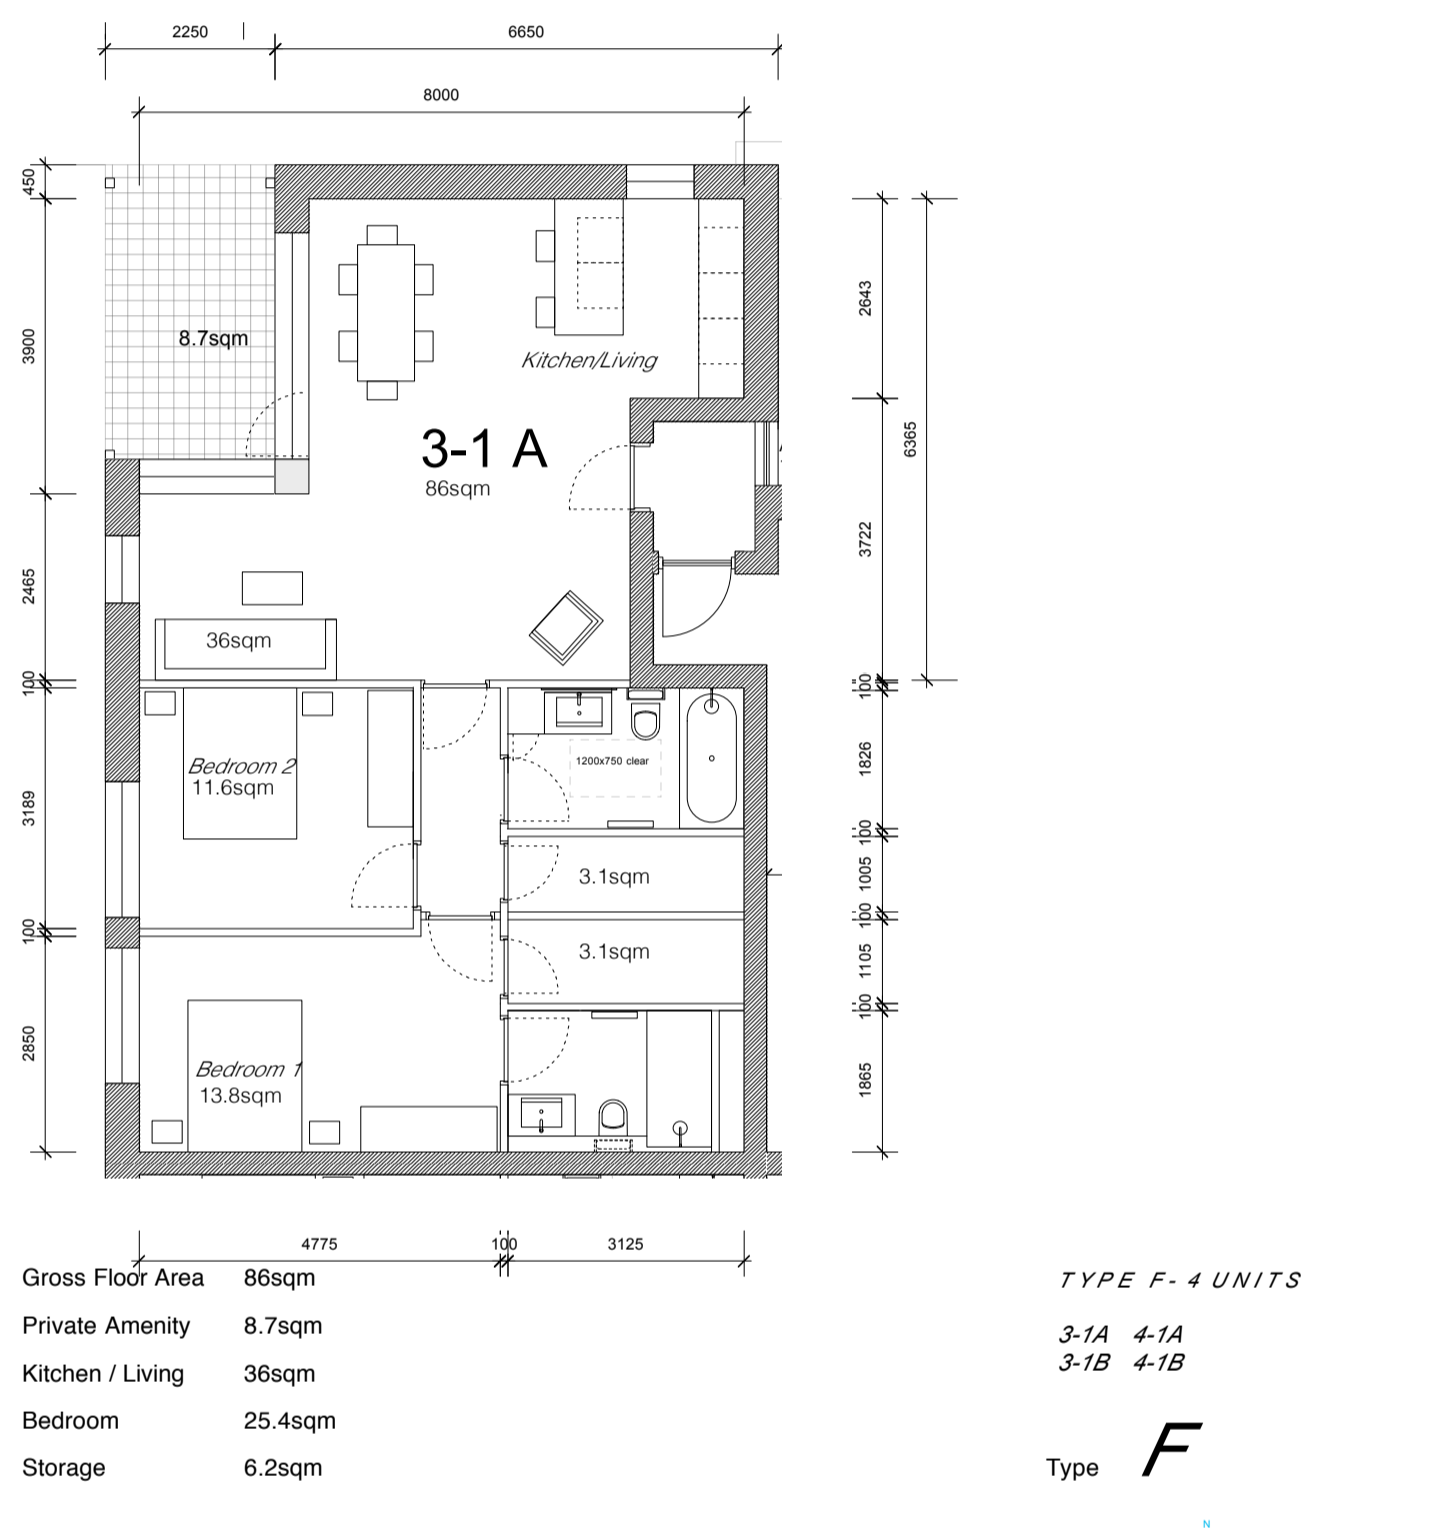 2250
6650
8000
450
3900
2465
100
3189
100
2850
8.7sqm
Kitchen/Living
3-1 A
86sqm
36sqm
Bedroom 2
11.6sqm
1200x750 clear
3.1sqm
3.1sqm
Bedroom 1
13.8sqm
2643
6365
3722
100
1826
100
1005
100
1105
100
1865
4775
100
3125
Gross Floor Area 86sqm
Private Amenity 8.7sqm
Kitchen / Living 36sqm
Bedroom 25.4sqm
Storage 6.2sqm
TYPE F- 4 UNITS
3-1A 4-1A
3-1B 4-1B
Type F
N